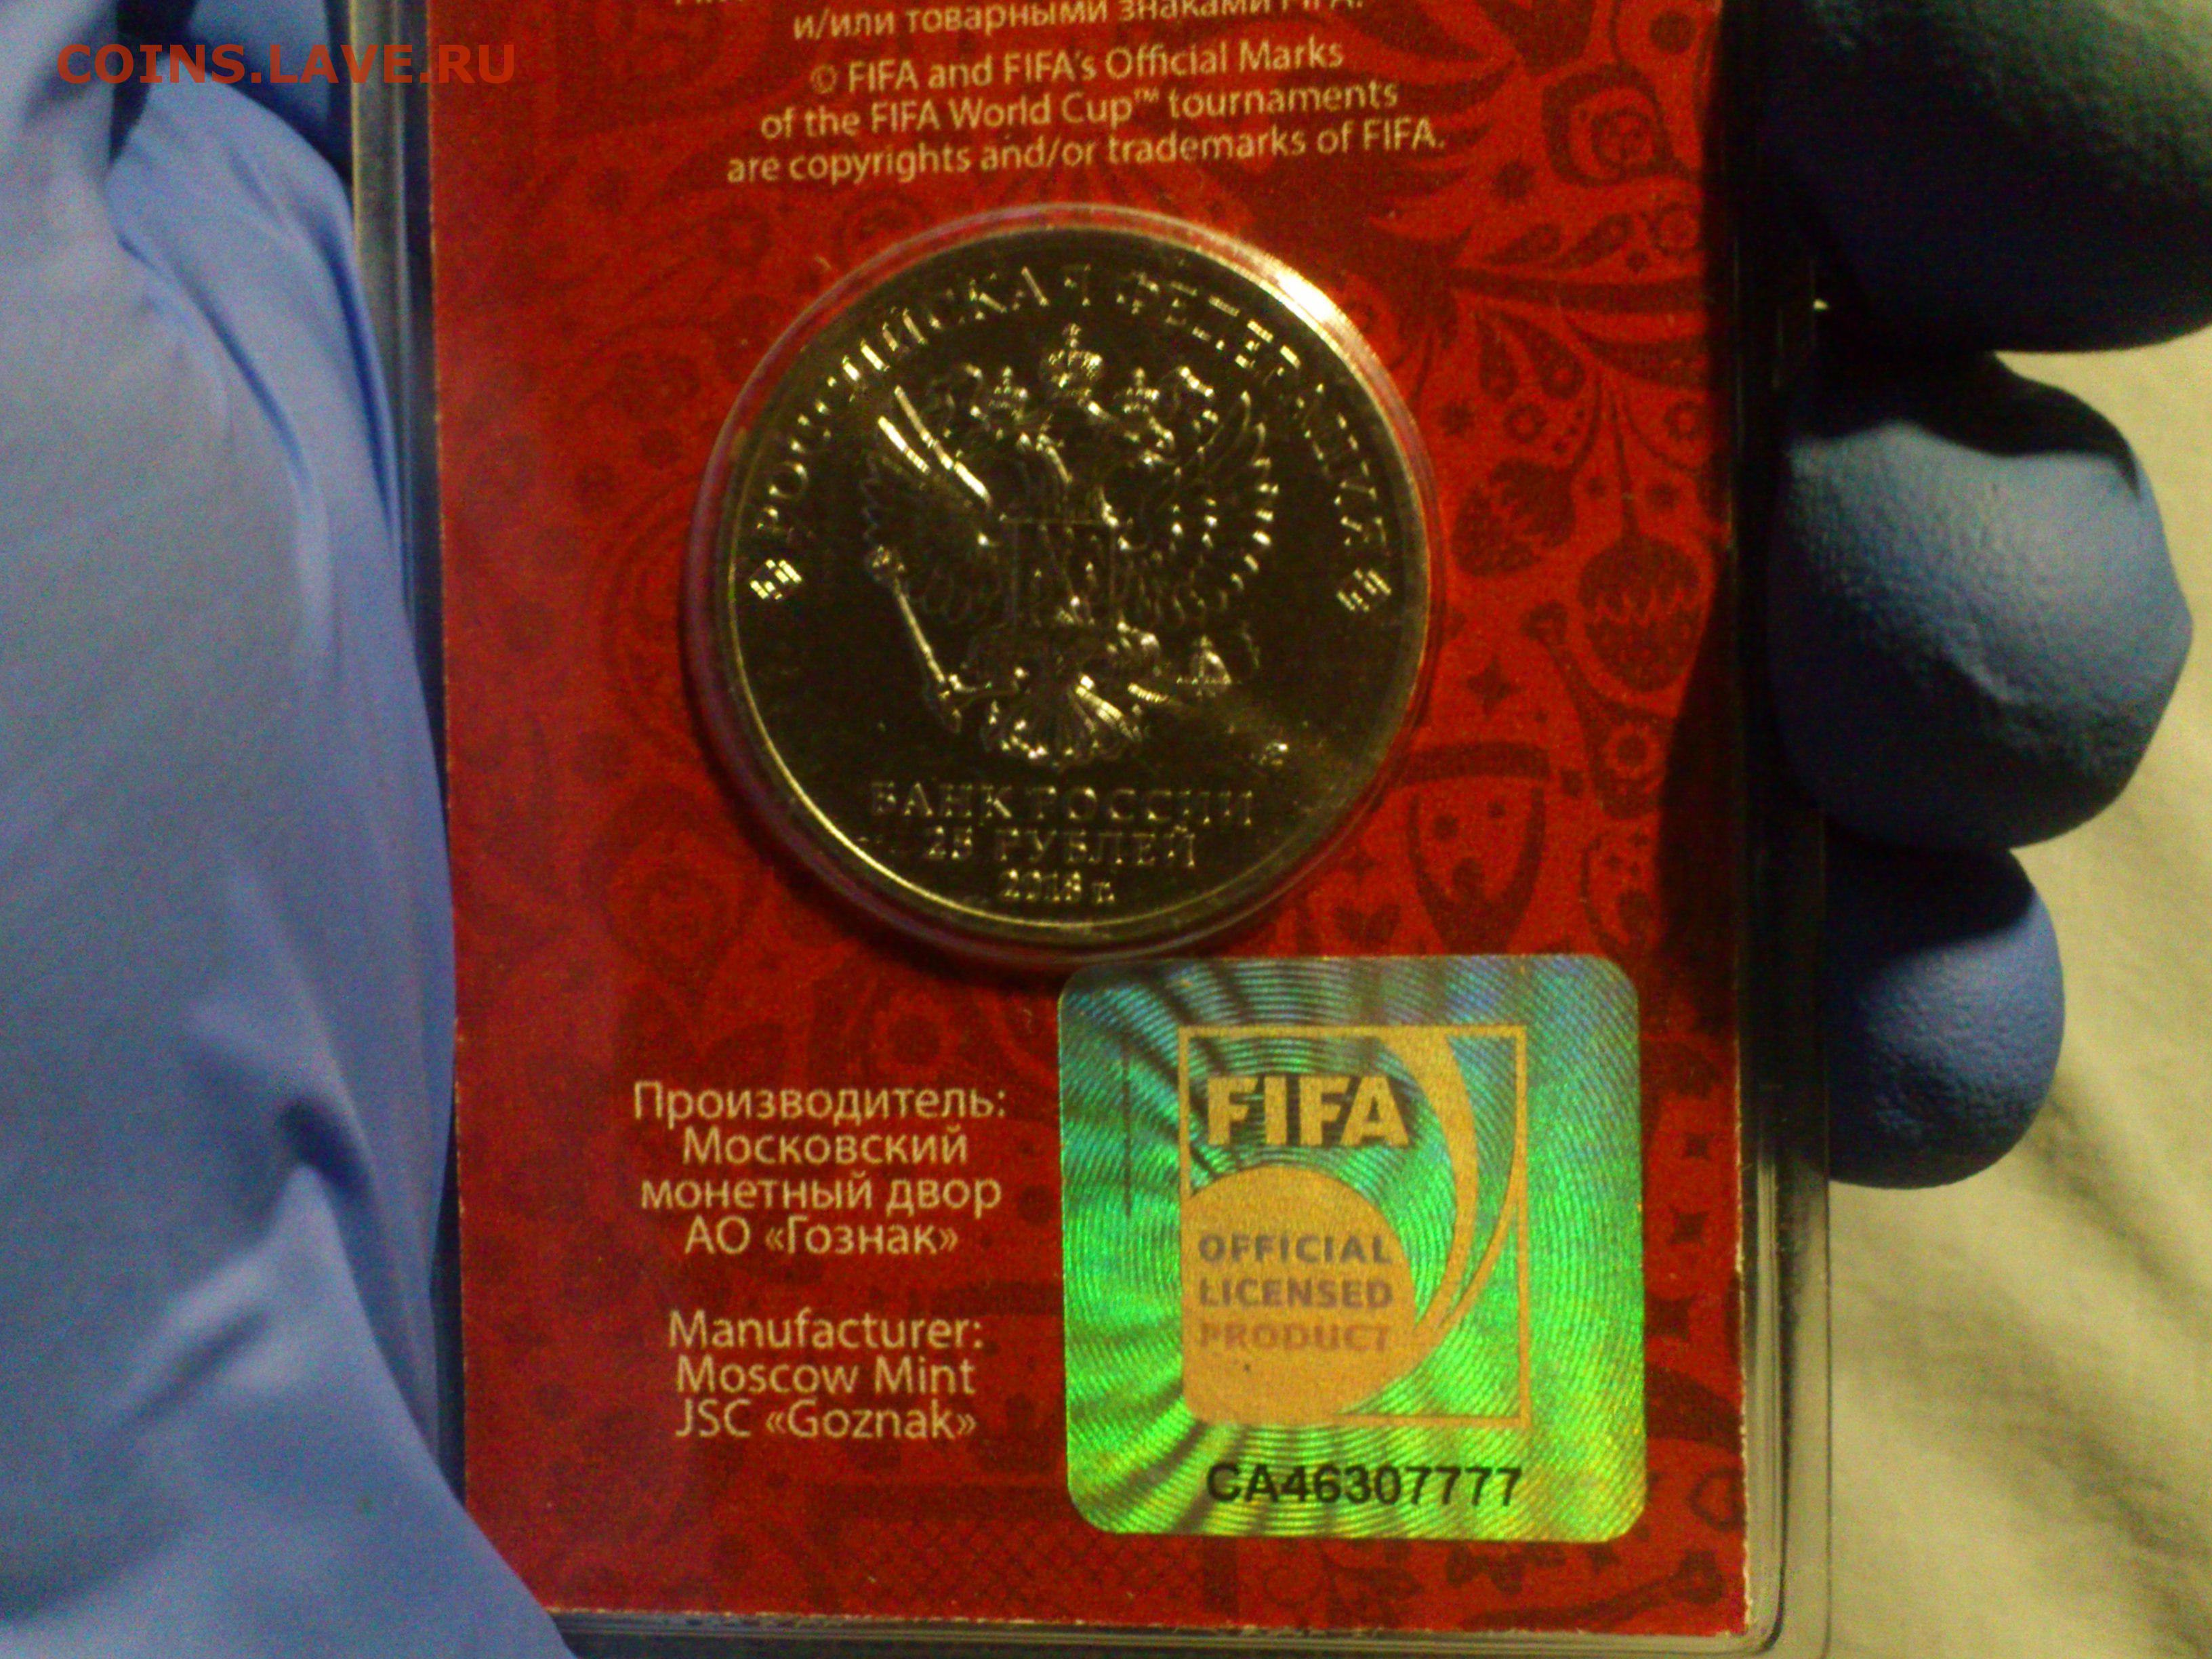 COINS.LAVE.RU
и/или товарными знаками FIFA.
© FIFA and FIFA's Official Marks
of the FIFA World Cup™ tournaments
are copyrights and/or trademarks of FIFA.
РОССИЙСКАЯ ФЕДЕРАЦИЯ
БАНК РОССИИ
25 РУБЛЕЙ
2018 г.
Производитель:
Московский
монетный двор
АО «Гознак»
Manufacturer:
Moscow Mint
JSC «Goznak»
FIFA
OFFICIAL
LICENSED
PRODUCT
CA46307777